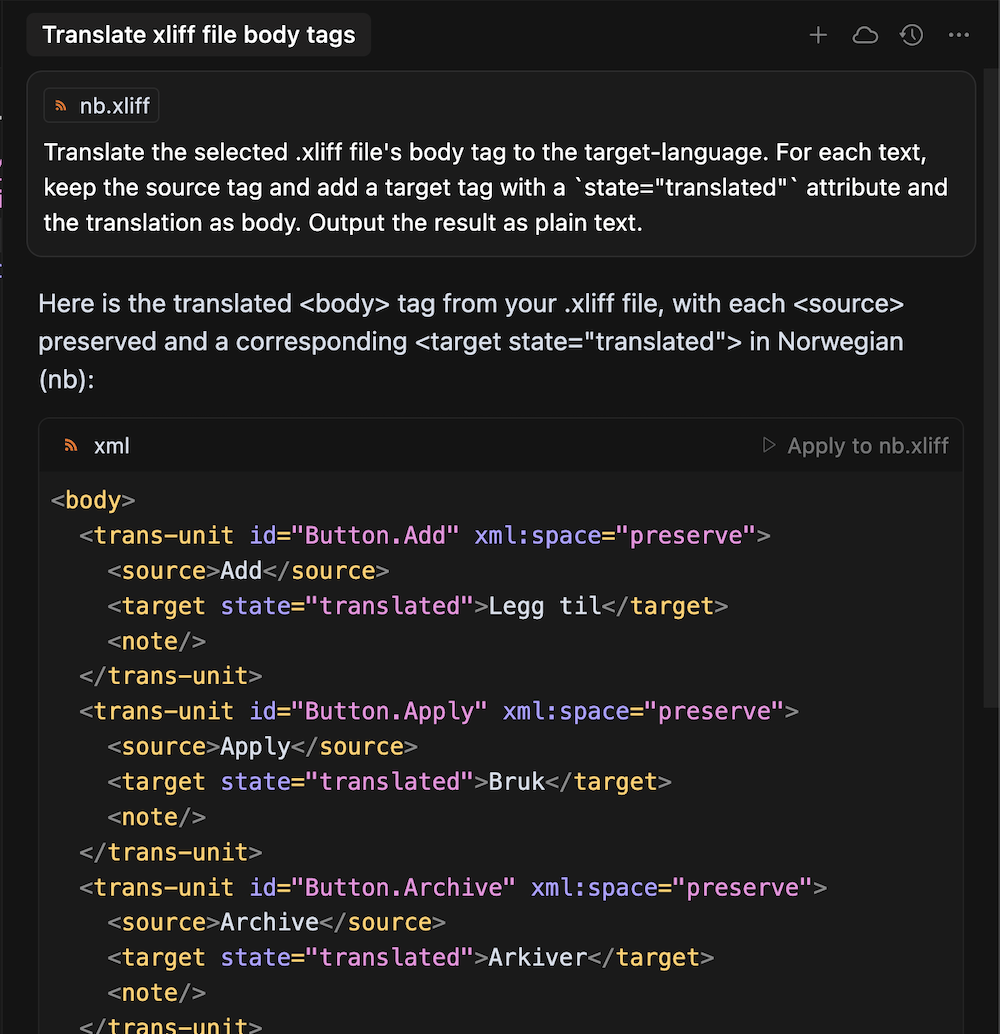 Translate xliff file body tags
nb.xliff
Translate the selected .xliff file's body tag to the target-language. For each text,
keep the source tag and add a target tag with a `state="translated"` attribute and
the translation as body. Output the result as plain text.
Here is the translated <body> tag from your .xliff file, with each <source>
preserved and a corresponding <target state="translated"> in Norwegian
(nb):
xml
Apply to nb.xliff
<body>
  <trans-unit id="Button.Add" xml:space="preserve">
    <source>Add</source>
    <target state="translated">Legg til</target>
    <note/>
  </trans-unit>
  <trans-unit id="Button.Apply" xml:space="preserve">
    <source>Apply</source>
    <target state="translated">Bruk</target>
    <note/>
  </trans-unit>
  <trans-unit id="Button.Archive" xml:space="preserve">
    <source>Archive</source>
    <target state="translated">Arkiver</target>
    <note/>
  </trans-unit>